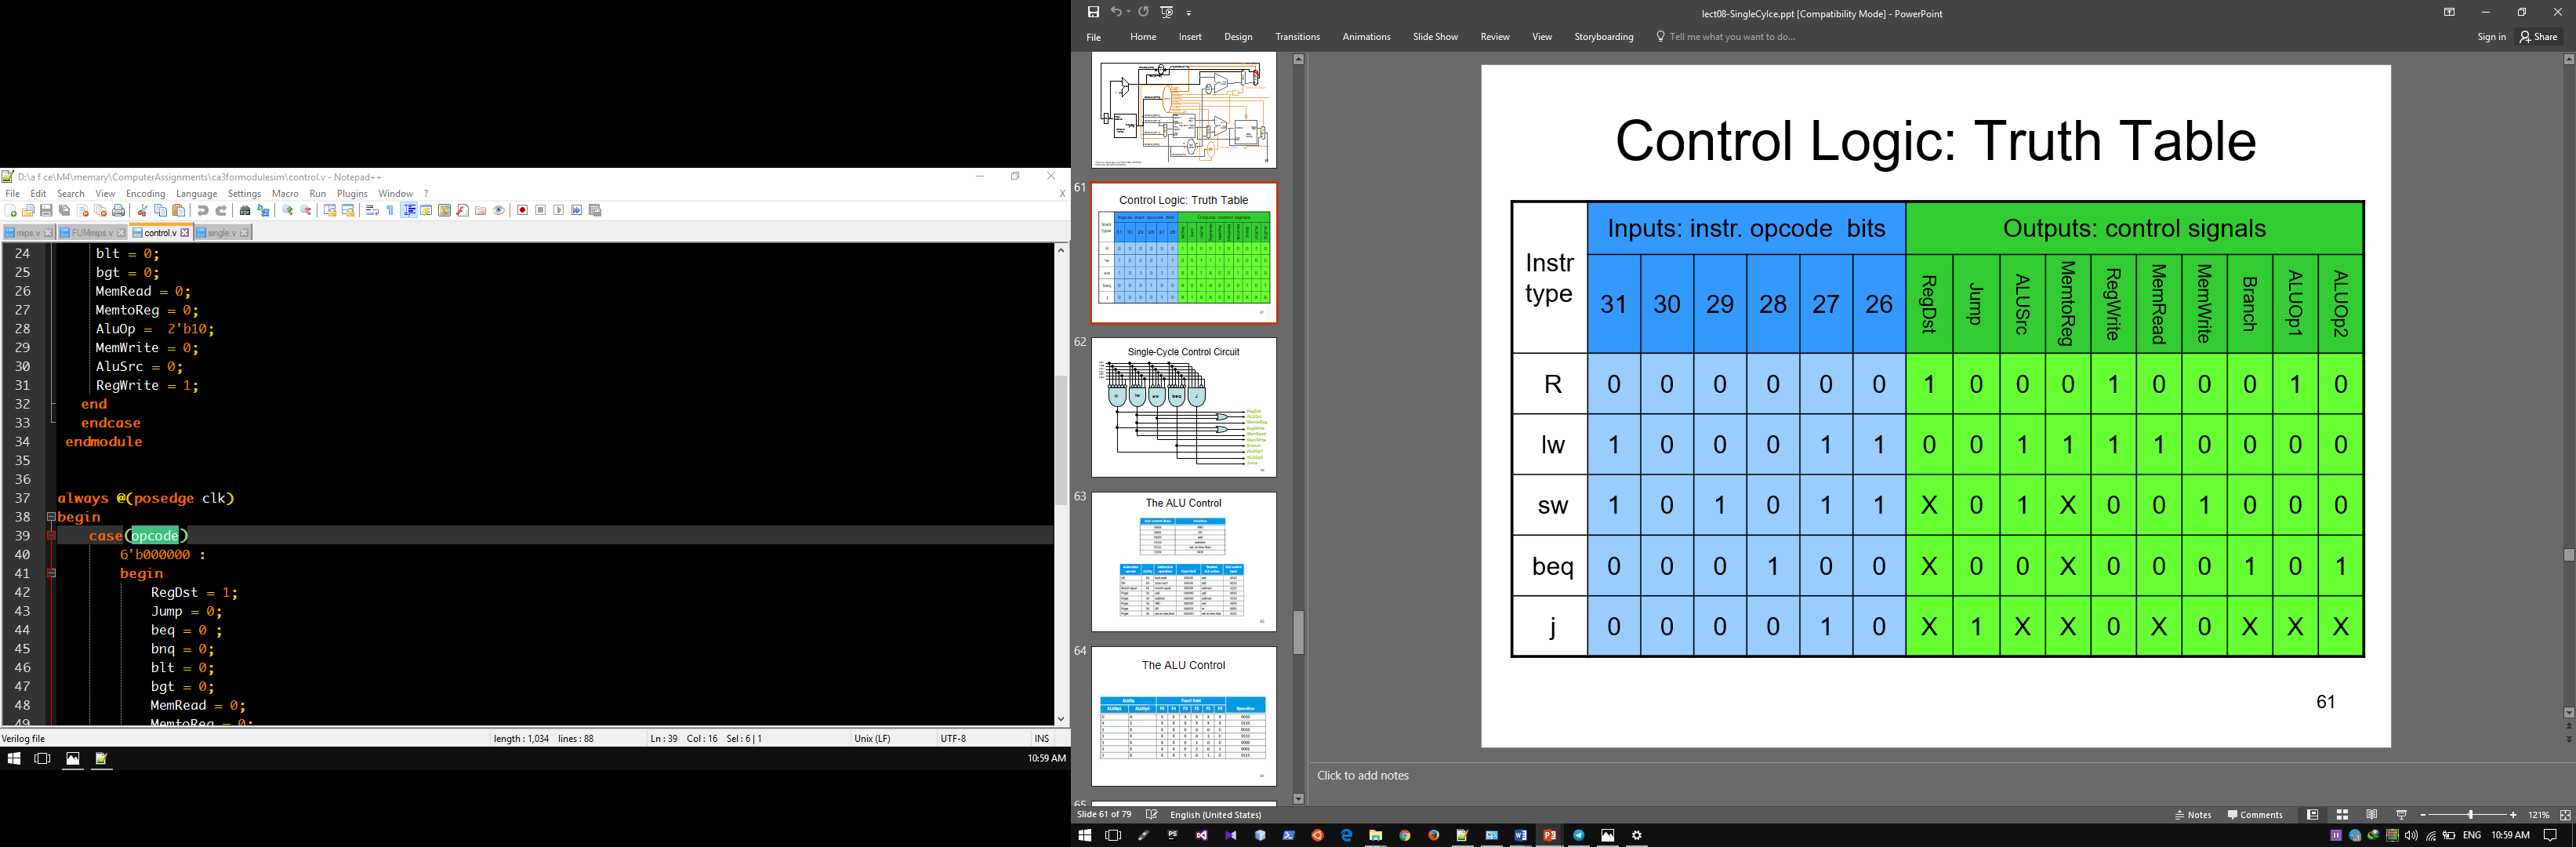 D:\a f ce\M4\memary\ComputerAssignments\ca3formodulesim\control.v - Notepad++
File Edit Search View Encoding Language Settings Macro Run Plugins Window ? X
mips.v FUMmips.v control.v single.v
24 blt = 0;
25 bgt = 0;
26 MemRead = 0;
27 MemtoReg = 0;
28 AluOp = 2'b10;
29 MemWrite = 0;
30 AluSrc = 0;
31 RegWrite = 1;
32 end
33 endcase
34 endmodule
35
36
37 always @(posedge clk)
38 begin
39 case(opcode)
40 6'b000000 :
41 begin
42 RegDst = 1;
43 Jump = 0;
44 beq = 0 ;
45 bnq = 0;
46 blt = 0;
47 bgt = 0;
48 MemRead = 0;
49 MemtoReg = 0;
Verilog file length : 1,034 lines : 88 Ln : 39 Col : 16 Sel : 6 | 1 Unix (LF) UTF-8 INS
10:59 AM
lect08-SingleCylce.ppt [Compatibility Mode] - PowerPoint
File Home Insert Design Transitions Animations Slide Show Review View Storyboarding Tell me what you want to do... Sign in Share
61
Control Logic: Truth Table
62
Single-Cycle Control Circuit
63
The ALU Control
64
The ALU Control
65
Control Logic: Truth Table
Instr type
Inputs: instr. opcode bits
Outputs: control signals
31 30 29 28 27 26 RegDst Jump ALUSrc MemtoReg RegWrite MemRead MemWrite Branch ALUOp1 ALUOp2
R 0 0 0 0 0 0 1 0 0 0 1 0 0 0 1 0
lw 1 0 0 0 1 1 0 0 1 1 1 1 0 0 0 0
sw 1 0 1 0 1 1 X 0 1 X 0 0 1 0 0 0
beq 0 0 0 1 0 0 X 0 0 X 0 0 0 1 0 1
j 0 0 0 0 1 0 X 1 X X 0 X 0 X X X
61
Click to add notes
Slide 61 of 79 English (United States) Notes Comments 121%
ENG 10:59 AM